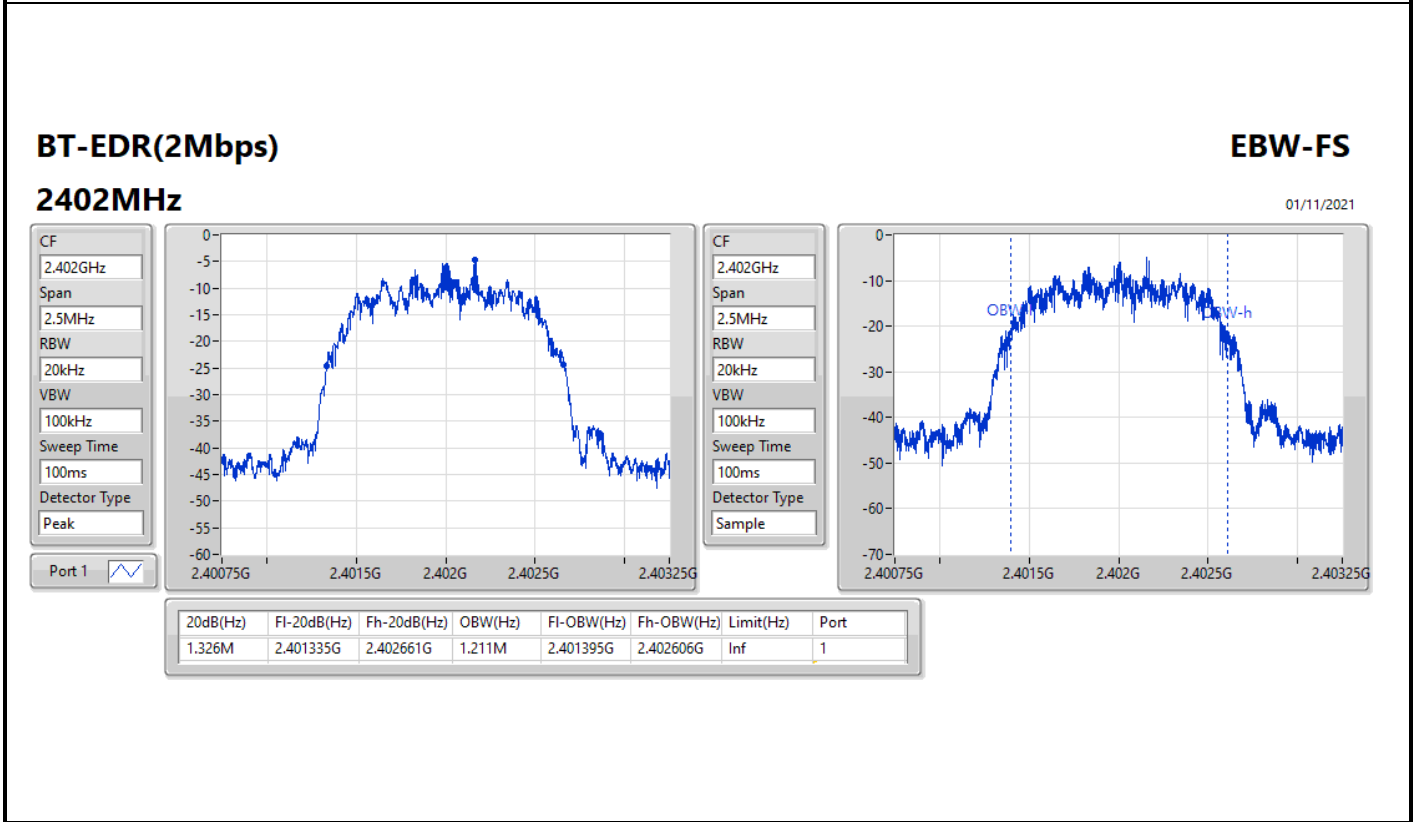 BT-EDR(2Mbps)
EBW-FS
2402MHz
01/11/2021
CF
2.402GHz
Span
2.5MHz
RBW
20kHz
VBW
100kHz
Sweep Time
100ms
Detector Type
Peak
Port 1
0
-5
-10
-15
-20
-25
-30
-35
-40
-45
-50
-55
-60
2.40075G 2.4015G 2.402G 2.4025G 2.40325G
CF
2.402GHz
Span
2.5MHz
RBW
20kHz
VBW
100kHz
Sweep Time
100ms
Detector Type
Sample
0
-10
-20
-30
-40
-50
-60
-70
2.40075G 2.4015G 2.402G 2.4025G 2.40325G
20dB(Hz) Fl-20dB(Hz) Fh-20dB(Hz) OBW(Hz) Fl-OBW(Hz) Fh-OBW(Hz) Limit(Hz) Port
1.326M 2.401335G 2.402661G 1.211M 2.401395G 2.402606G Inf 1